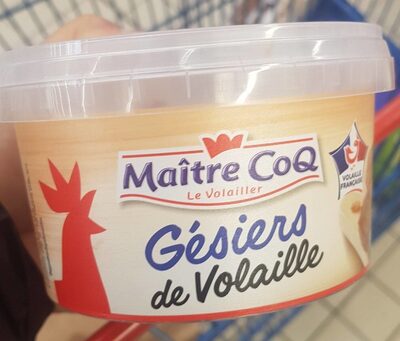 Maître CoQ
Le Volailler
VOLAILLE
FRANÇAISE
Gésiers
de Volaille